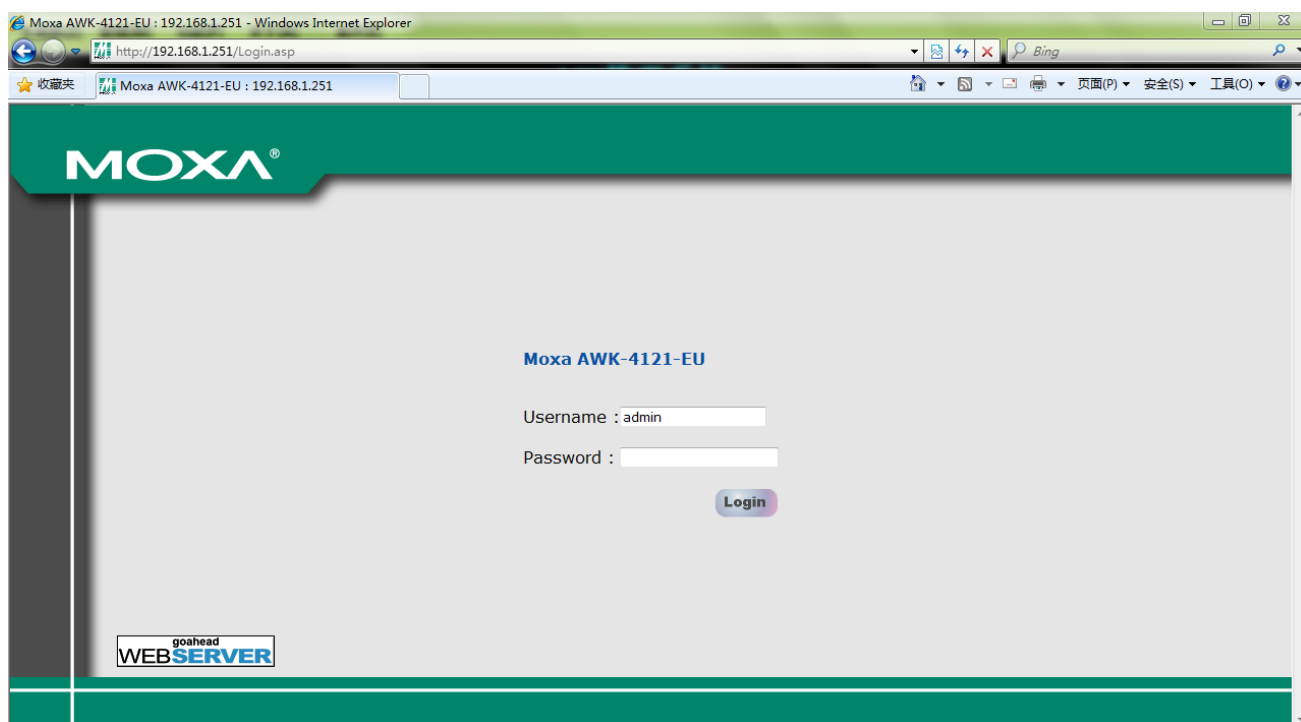 Moxa AWK-4121-EU : 192.168.1.251 - Windows Internet Explorer
http://192.168.1.251/Login.asp
Bing
收藏夹
Moxa AWK-4121-EU : 192.168.1.251
页面(P)
安全(S)
工具(O)
MOXA®
Moxa AWK-4121-EU
Username : admin
Password :
Login
goahead
WEBSERVER